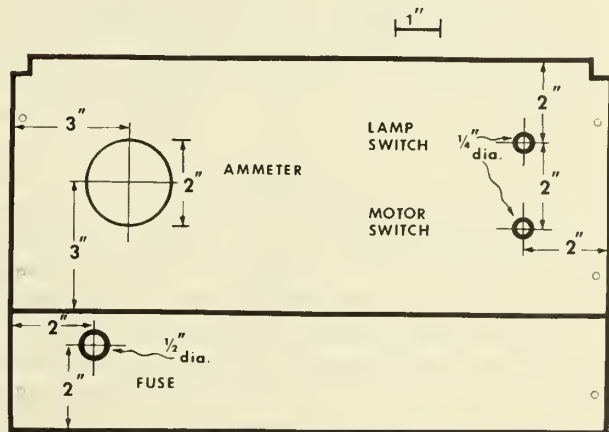 1"
2"
3"
LAMP
SWITCH
1/4"
dia.
AMMETER
2"
2"
MOTOR
SWITCH
3"
2"
2"
1/2"
dia.
2"
FUSE